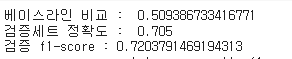 베이스라인 비교 :  0.509386733416771
검증세트 정확도 :  0.705
검증 f1-score : 0.7203791469194313